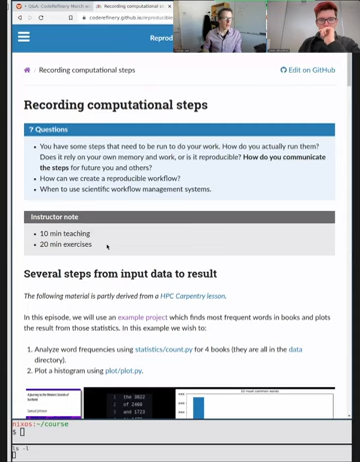 Q&A: CodeRefinery March w
Recording computational ste
coderefinery.github.io/reproducib
Reprod
Recording computational steps
Edit on GitHub
Recording computational steps
? Questions
• You have some steps that need to be run to do your work. How do you actually run them?
Does it rely on your own memory and work, or is it reproducible? How do you communicate
the steps for future you and others?
• How can we create a reproducible workflow?
• When to use scientific workflow management systems.
Instructor note
• 10 min teaching
• 20 min exercises
Several steps from input data to result
The following material is partly derived from a HPC Carpentry lesson.
In this episode, we will use an example project which finds most frequent words in books and plots
the result from those statistics. In this example we wish to:
1. Analyze word frequencies using statistics/count.py for 4 books (they are all in the data
directory).
2. Plot a histogram using plot/plot.py.
the 3822
of 2460
and 1723
nixos:~/course
$
ls -l